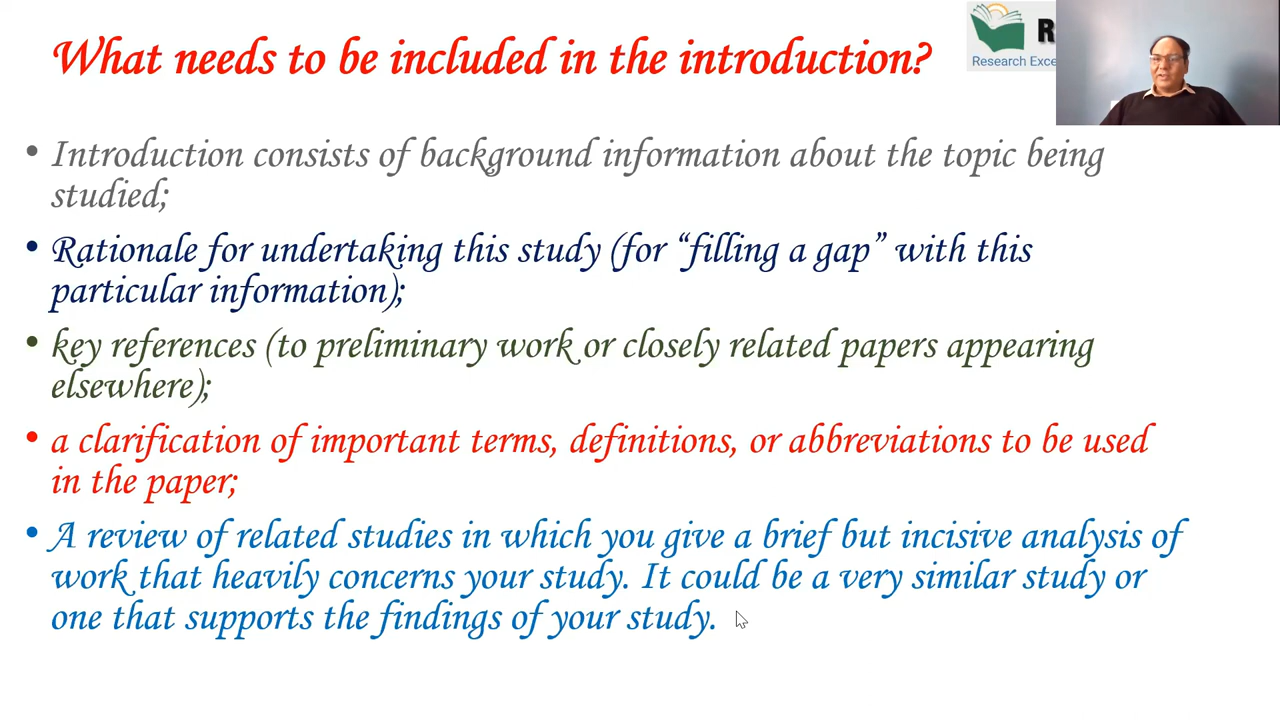 What needs to be included in the introduction?
R
Research Exce
• Introduction consists of background information about the topic being
studied;
• Rationale for undertaking this study (for “filling a gap” with this
particular information);
• key references (to preliminary work or closely related papers appearing
elsewhere);
• a clarification of important terms, definitions, or abbreviations to be used
in the paper;
• A review of related studies in which you give a brief but incisive analysis of
work that heavily concerns your study. It could be a very similar study or
one that supports the findings of your study.